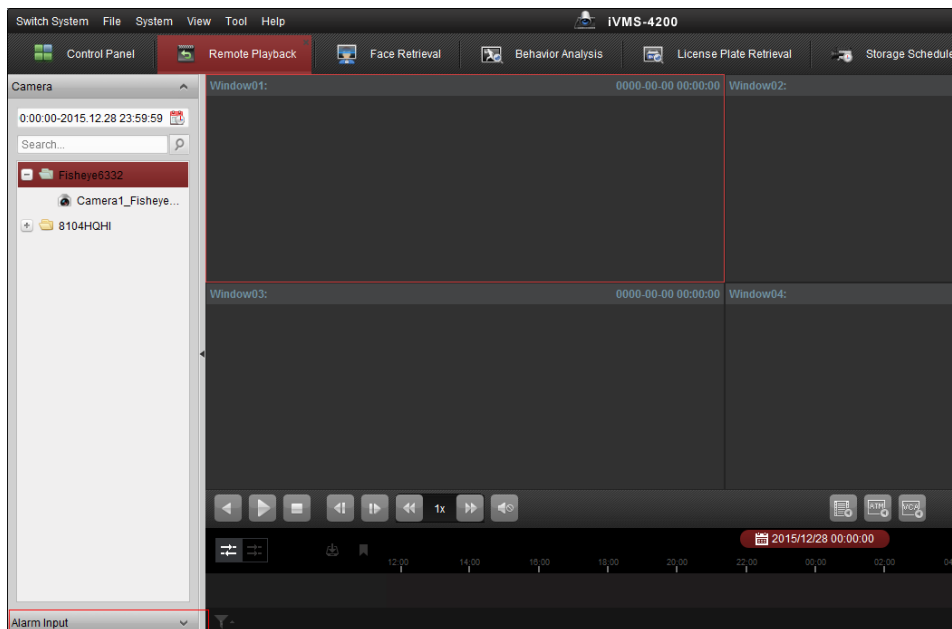 Switch System File System View Tool Help iVMS-4200
Control Panel Remote Playback Face Retrieval Behavior Analysis License Plate Retrieval Storage Schedule
Camera
Window01: 0000-00-00 00:00:00 Window02:
0:00:00-2015.12.28 23:59:59
Search...
Fisheye6332
Camera1_Fisheye...
8104HQHI
Window03: 0000-00-00 00:00:00 Window04:
1x
ATM
VCA
2015/12/28 00:00:00
12:00 14:00 16:00 18:00 20:00 22:00 00:00 02:00 04
Alarm Input